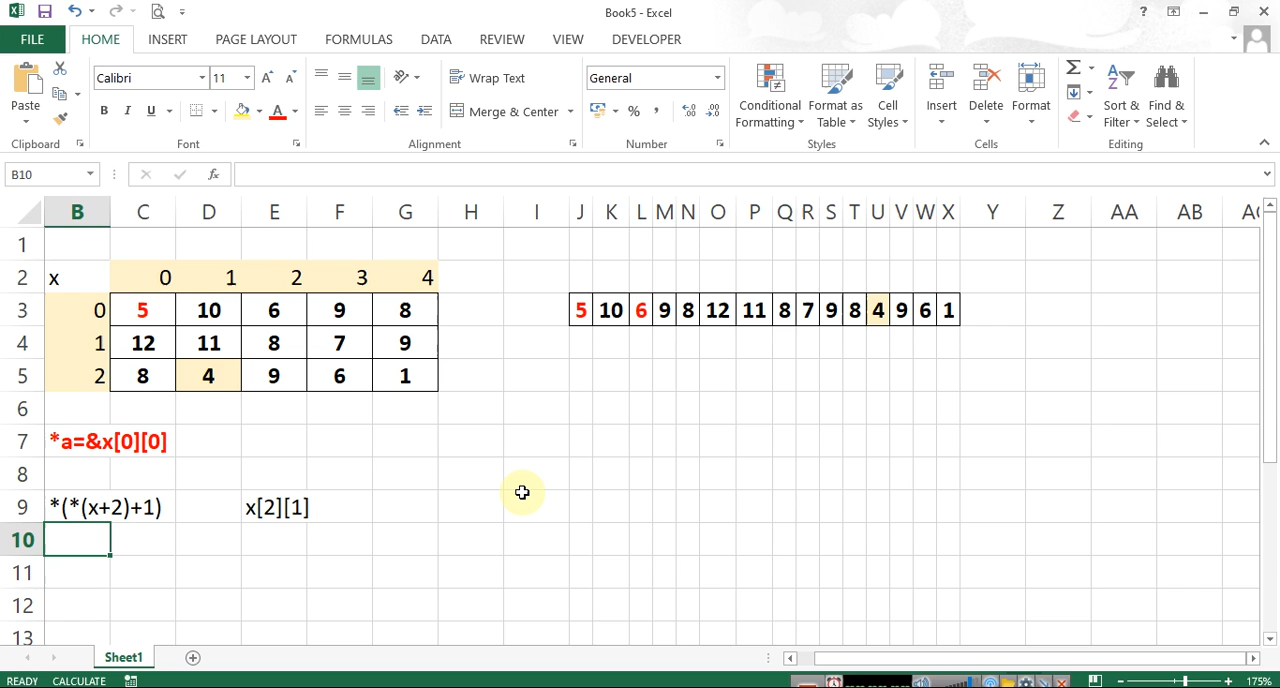 Book5 - Excel
FILE HOME INSERT PAGE LAYOUT FORMULAS DATA REVIEW VIEW DEVELOPER
Paste Calibri 11 Wrap Text General Conditional Formatting Format as Table Cell Styles Insert Delete Format Sort & Filter Find & Select
B I U A Merge & Center % ,
Clipboard Font Alignment Number Styles Cells Editing
B10 fx
B C D E F G H I J K L M N O P Q R S T U V W X Y Z AA AB AC
1
2 x 0 1 2 3 4
3 0 5 10 6 9 8 5 10 6 9 8 12 11 8 7 9 8 4 9 6 1
4 1 12 11 8 7 9
5 2 8 4 9 6 1
6
7 *a=&x[0][0]
8
9 *(*(x+2)+1) x[2][1]
10
11
12
13
Sheet1
READY CALCULATE 175%